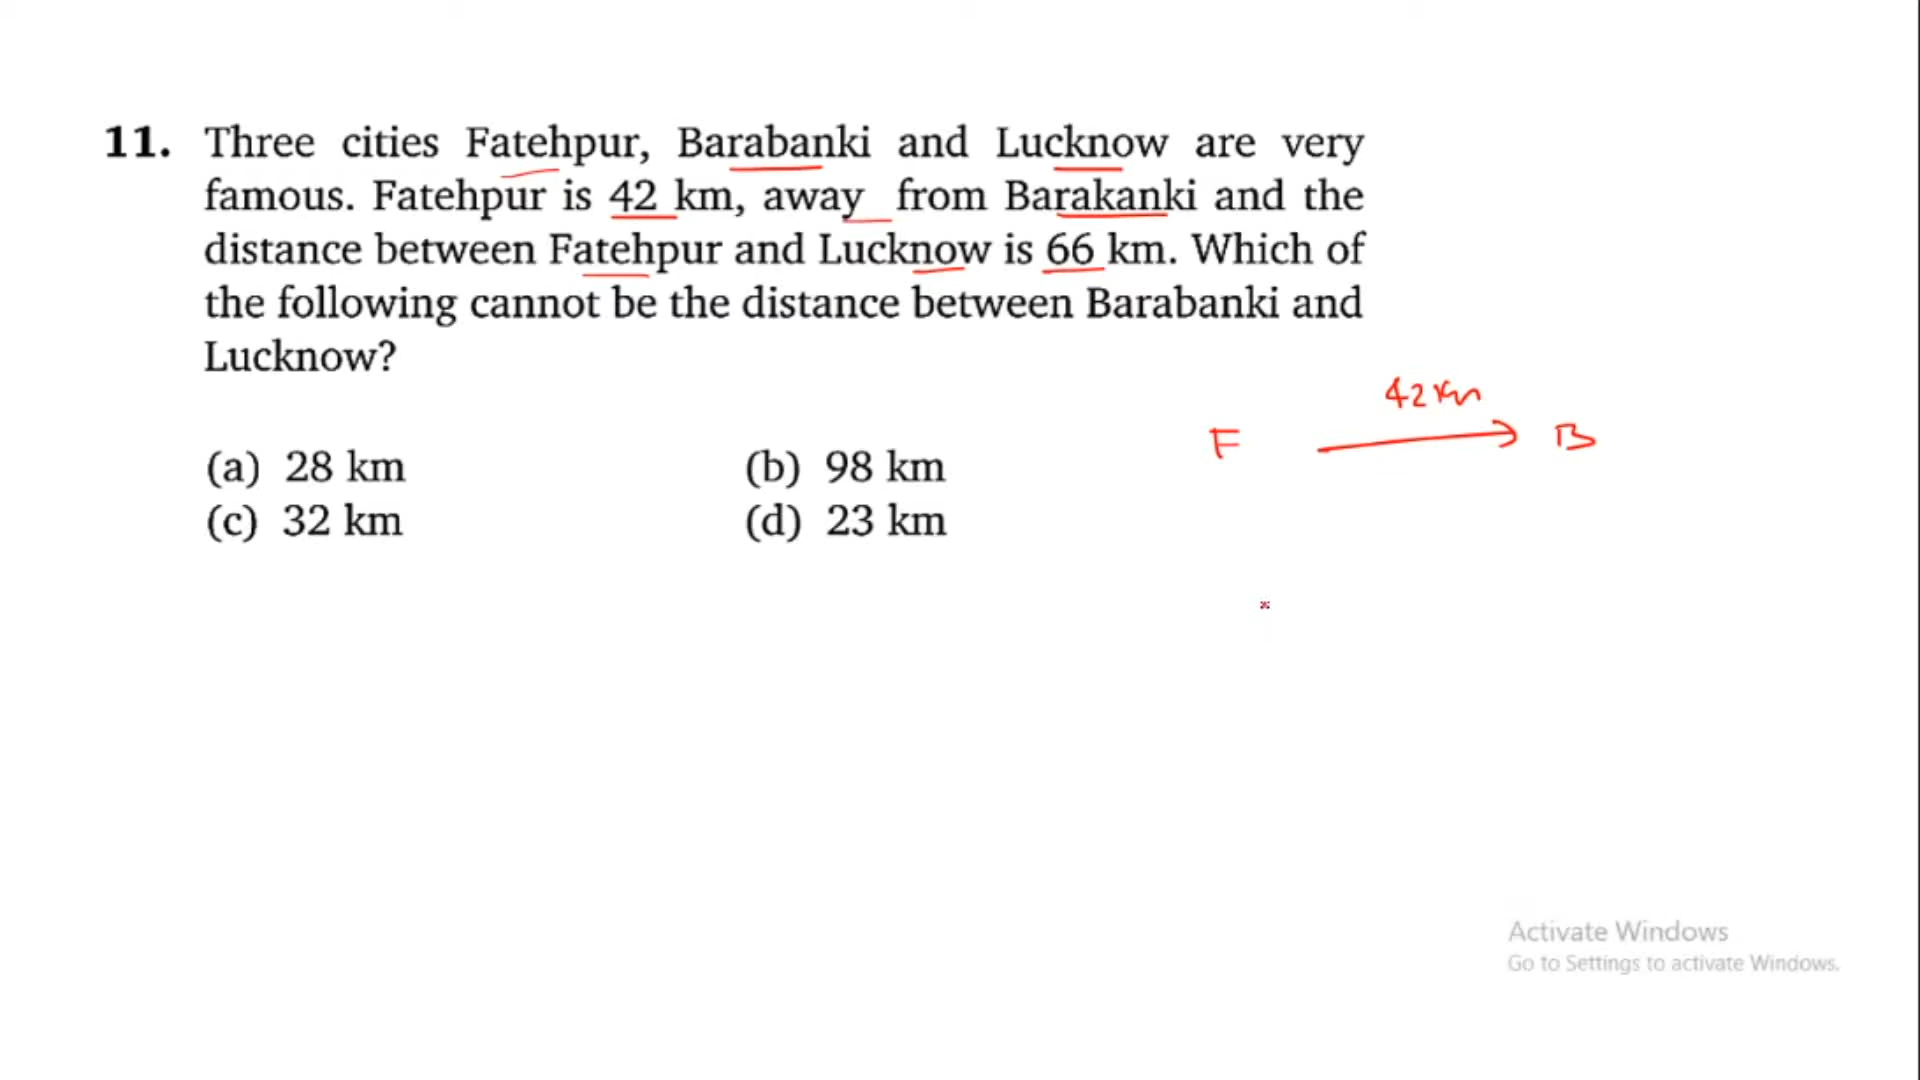 11. Three cities Fatehpur, Barabanki and Lucknow are very
famous. Fatehpur is 42 km, away from Barakanki and the
distance between Fatehpur and Lucknow is 66 km. Which of
the following cannot be the distance between Barabanki and
Lucknow?
42 km
F B
(a) 28 km (b) 98 km
(c) 32 km (d) 23 km
Activate Windows
Go to Settings to activate Windows.